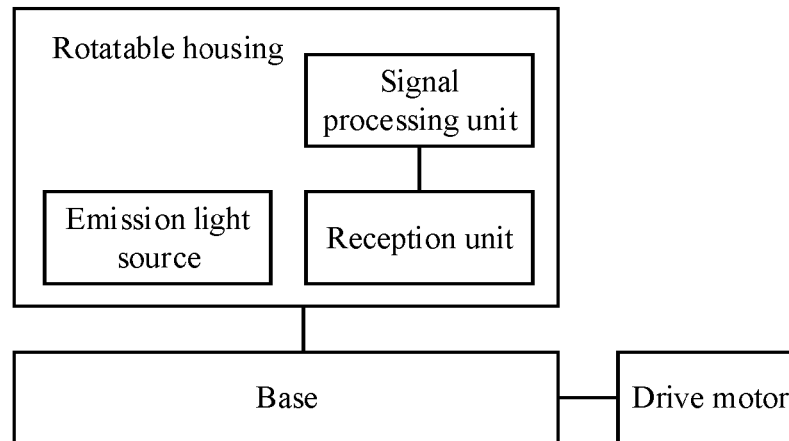 Rotatable housing
Signal
processing unit
Emission light
source
Reception unit
Base
Drive motor